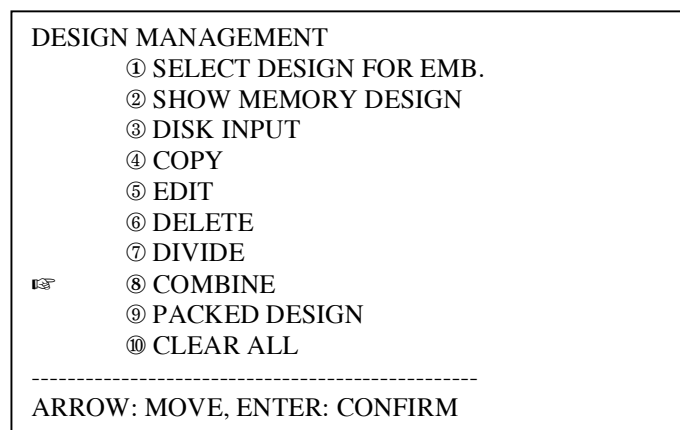 DESIGN MANAGEMENT
① SELECT DESIGN FOR EMB.
② SHOW MEMORY DESIGN
③ DISK INPUT
④ COPY
⑤ EDIT
⑥ DELETE
⑦ DIVIDE
☞ ⑧ COMBINE
⑨ PACKED DESIGN
⑩ CLEAR ALL
--------------------------------------------------
ARROW: MOVE, ENTER: CONFIRM